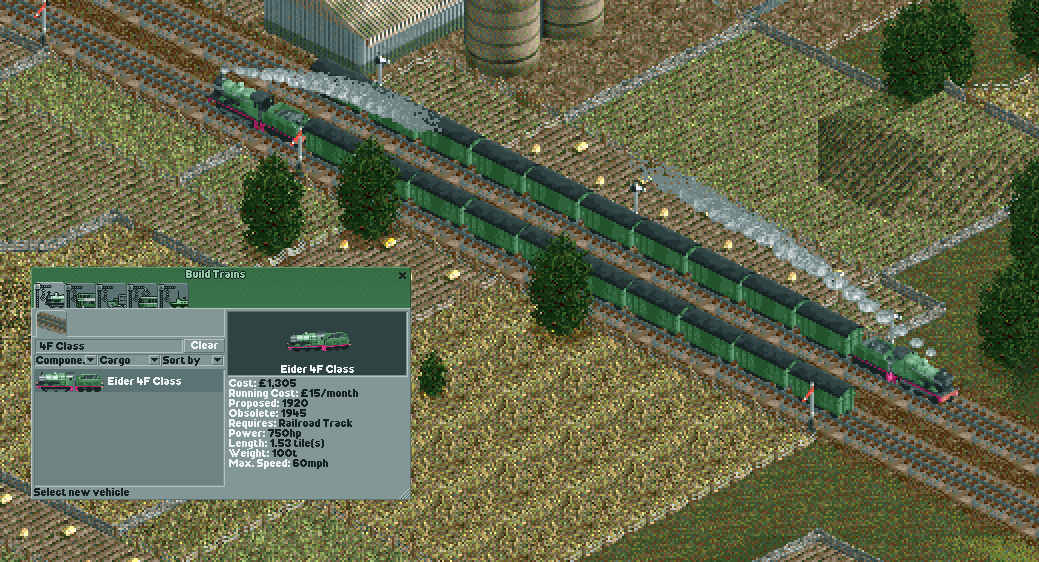 Build Trains
4F Class
Clear
Compone.
Cargo
Sort by
Eider 4F Class
Eider 4F Class
Cost: £1,305
Running Cost: £15/month
Proposed: 1920
Obsolete: 1945
Requires: Railroad Track
Power: 750hp
Length: 1.53 tile(s)
Weight: 100t
Max. Speed: 60mph
Select new vehicle